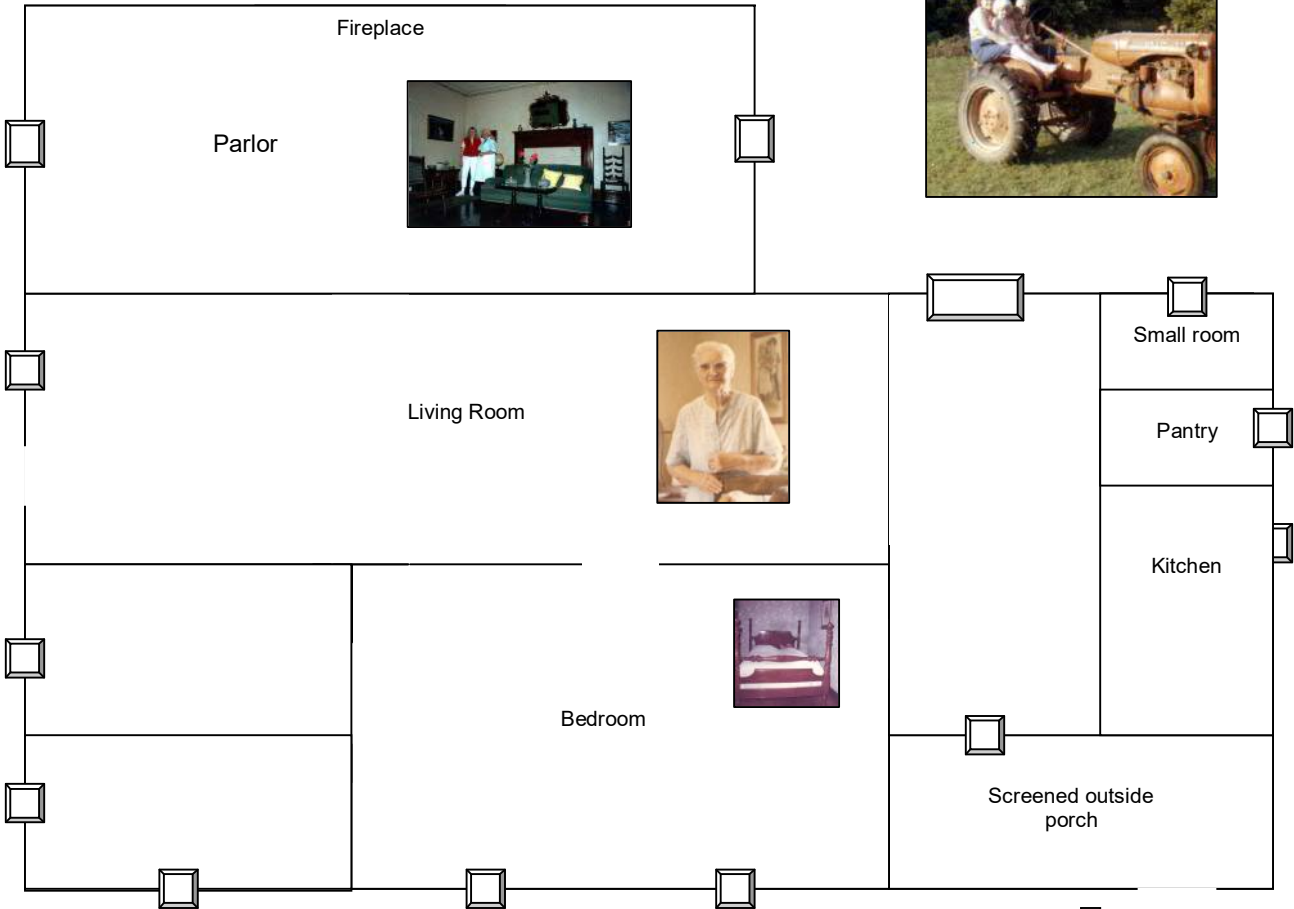 Fireplace
Parlor
Small room
Living Room
Pantry
Kitchen
Bedroom
Screened outside
porch